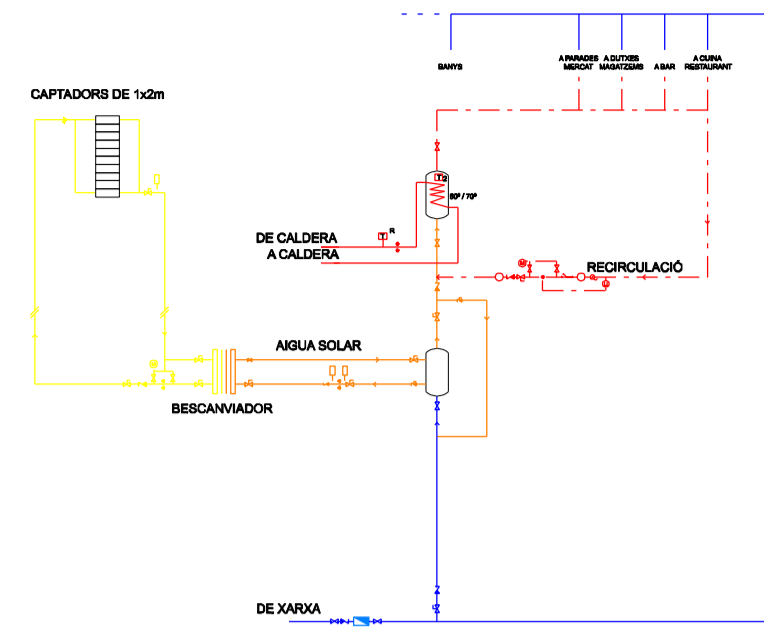 BANYS
A PARADES
MERCAT
A DUTXES
MAGATZEMS
A BAR
A CUINA
RESTAURANT
CAPTADORS DE 1x2m
T2
60º / 70º
R
T
DE CALDERA
A CALDERA
RECIRCULACIÓ
M
M
AIGUA SOLAR
BESCANVIADOR
DE XARXA